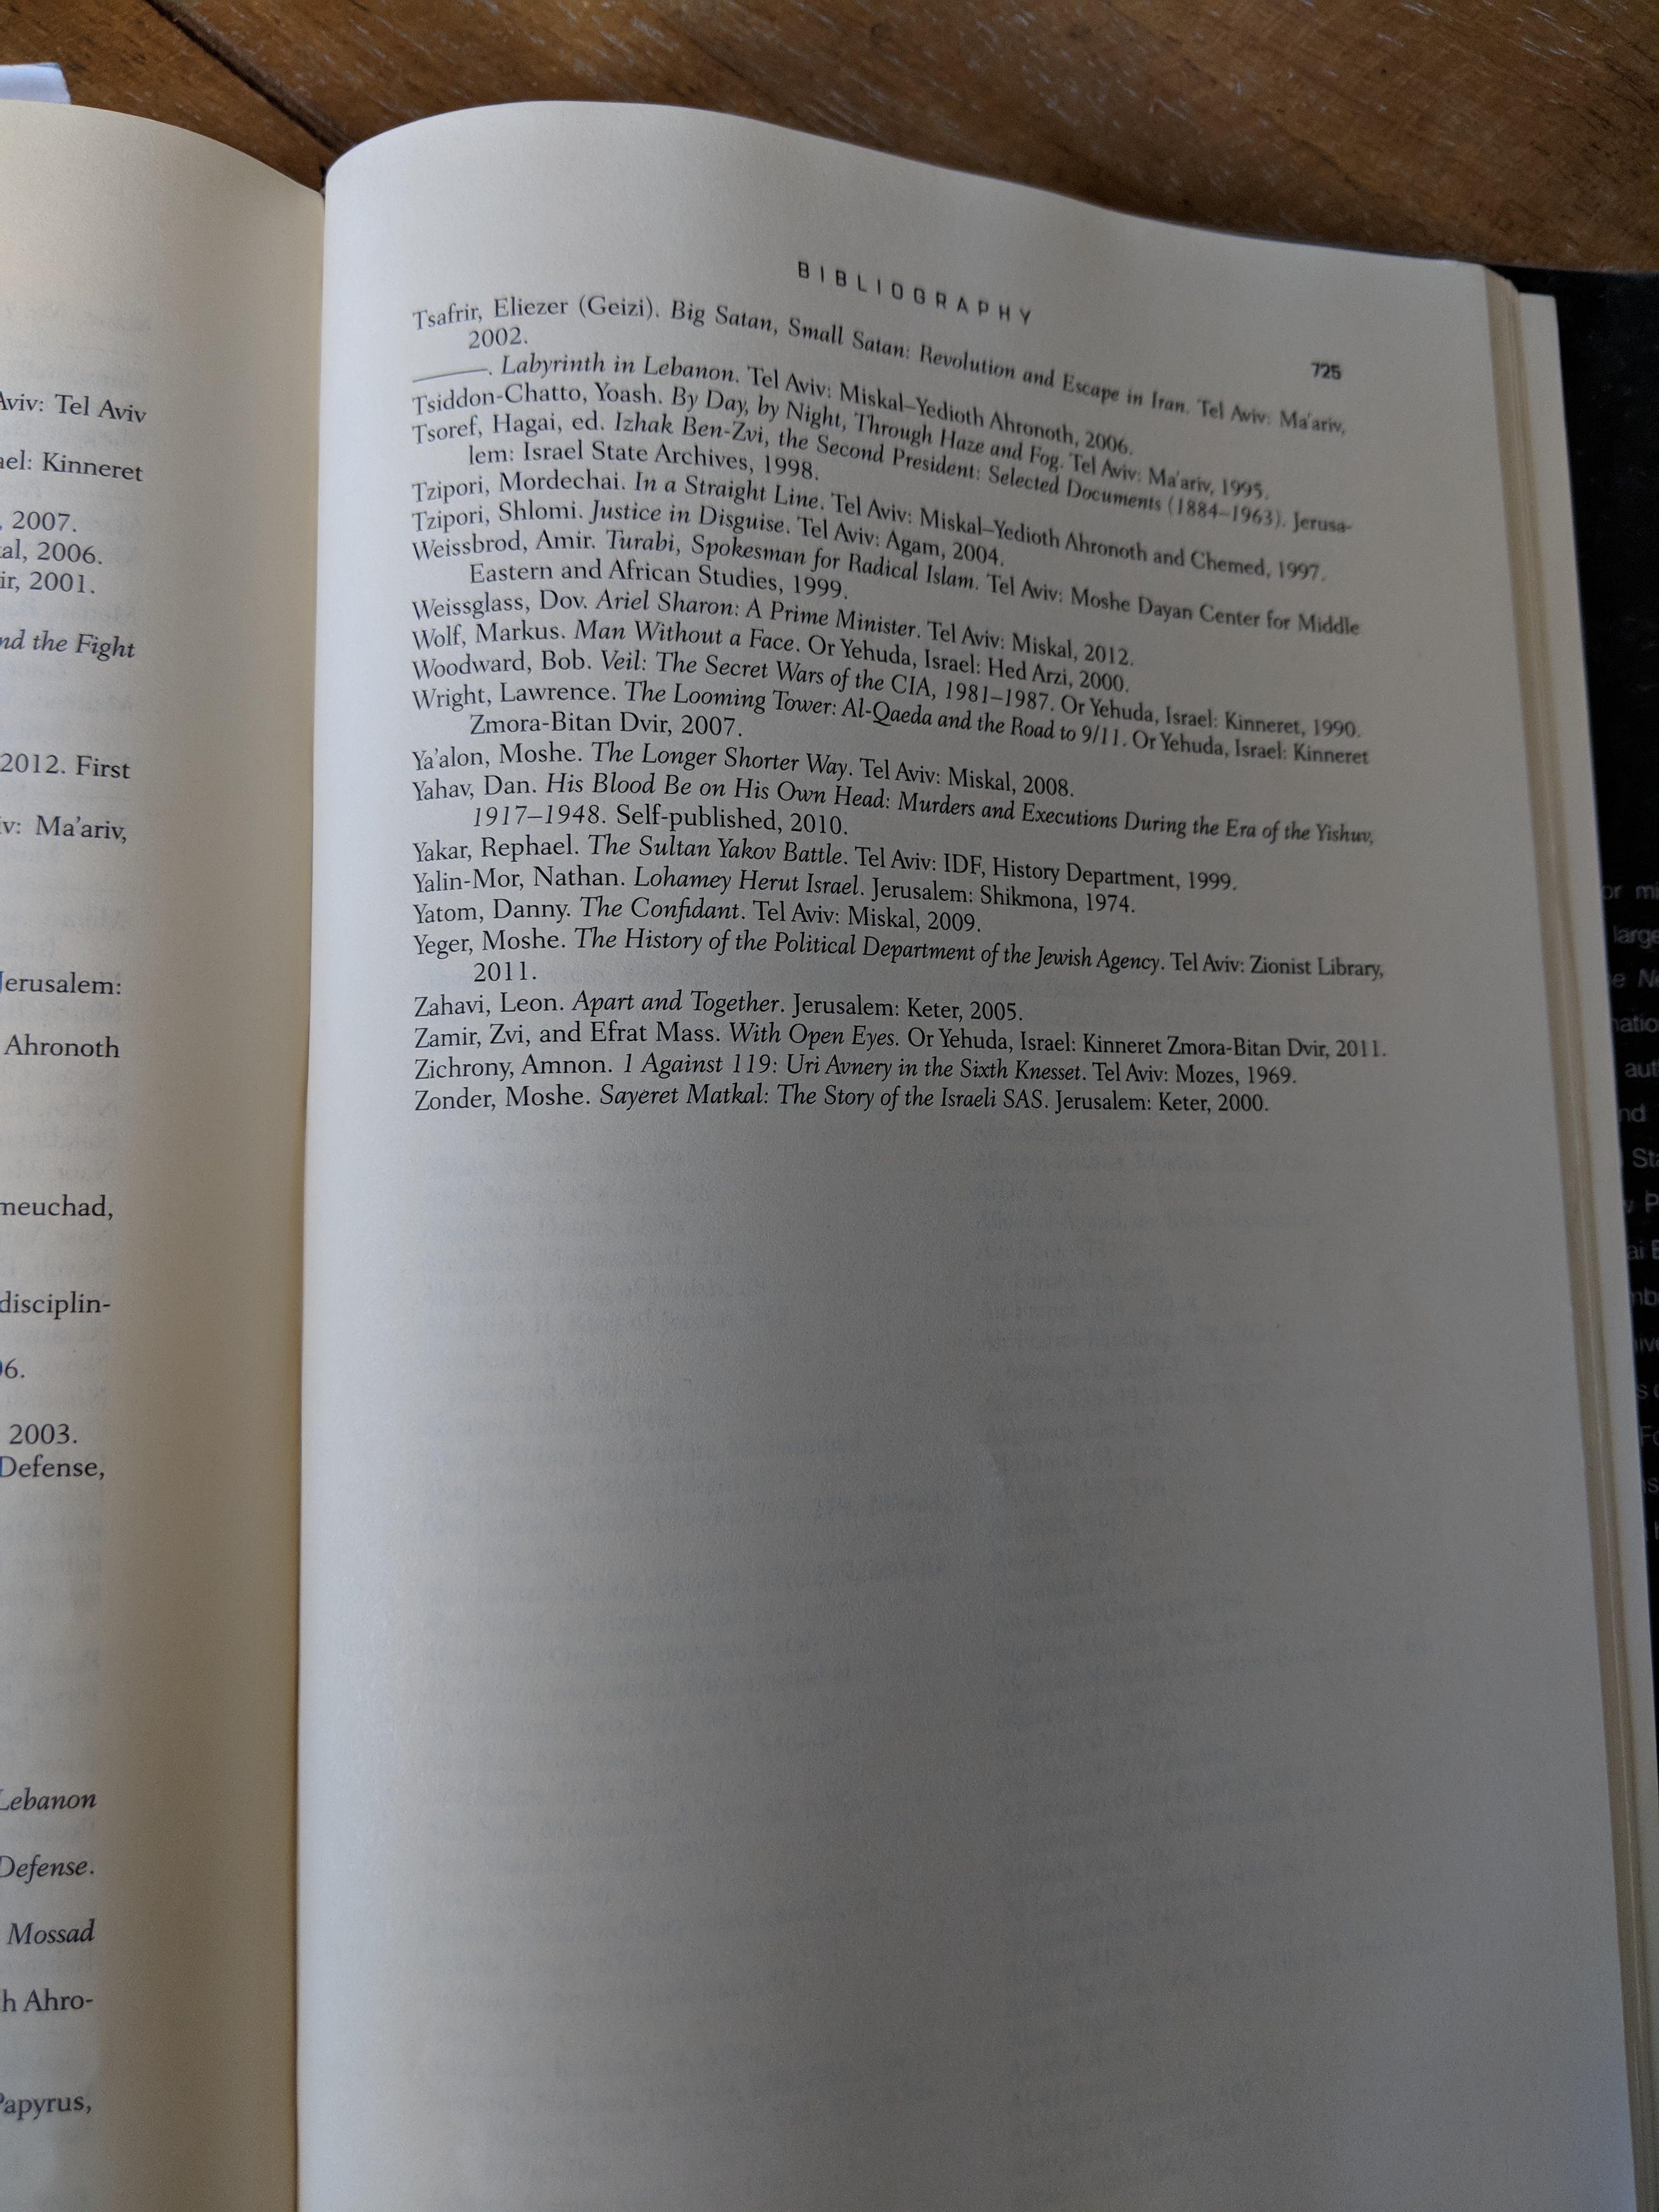 Aviv: Tel Aviv
ael: Kinneret
, 2007.
kal, 2006.
ir, 2001.
nd the Fight
2012. First
iv: Ma'ariv,
Jerusalem:
Ahronoth
meuchad,
disciplin-
06.
2003.
Defense,
Lebanon
Defense.
Mossad
h Ahro-
Papyrus,
BIBLIOGRAPHY
725
Tsafrir, Eliezer (Geizi). Big Satan, Small Satan: Revolution and Escape in Iran. Tel Aviv: Ma'ariv,
2002.
———. Labyrinth in Lebanon. Tel Aviv: Miskal–Yedioth Ahronoth, 2006.
Tsiddon-Chatto, Yoash. By Day, by Night, Through Haze and Fog. Tel Aviv: Ma'ariv, 1995.
Tsoref, Hagai, ed. Izhak Ben-Zvi, the Second President: Selected Documents (1884–1963). Jerusa-
lem: Israel State Archives, 1998.
Tzipori, Mordechai. In a Straight Line. Tel Aviv: Miskal–Yedioth Ahronoth and Chemed, 1997.
Tzipori, Shlomi. Justice in Disguise. Tel Aviv: Agam, 2004.
Weissbrod, Amir. Turabi, Spokesman for Radical Islam. Tel Aviv: Moshe Dayan Center for Middle
Eastern and African Studies, 1999.
Weissglass, Dov. Ariel Sharon: A Prime Minister. Tel Aviv: Miskal, 2012.
Wolf, Markus. Man Without a Face. Or Yehuda, Israel: Hed Arzi, 2000.
Woodward, Bob. Veil: The Secret Wars of the CIA, 1981–1987. Or Yehuda, Israel: Kinneret, 1990.
Wright, Lawrence. The Looming Tower: Al-Qaeda and the Road to 9/11. Or Yehuda, Israel: Kinneret
Zmora-Bitan Dvir, 2007.
Ya'alon, Moshe. The Longer Shorter Way. Tel Aviv: Miskal, 2008.
Yahav, Dan. His Blood Be on His Own Head: Murders and Executions During the Era of the Yishuv,
1917–1948. Self-published, 2010.
Yakar, Rephael. The Sultan Yakov Battle. Tel Aviv: IDF, History Department, 1999.
Yalin-Mor, Nathan. Lohamey Herut Israel. Jerusalem: Shikmona, 1974.
Yatom, Danny. The Confidant. Tel Aviv: Miskal, 2009.
Yeger, Moshe. The History of the Political Department of the Jewish Agency. Tel Aviv: Zionist Library,
2011.
Zahavi, Leon. Apart and Together. Jerusalem: Keter, 2005.
Zamir, Zvi, and Efrat Mass. With Open Eyes. Or Yehuda, Israel: Kinneret Zmora-Bitan Dvir, 2011.
Zichrony, Amnon. 1 Against 119: Uri Avnery in the Sixth Knesset. Tel Aviv: Mozes, 1969.
Zonder, Moshe. Sayeret Matkal: The Story of the Israeli SAS. Jerusalem: Keter, 2000.